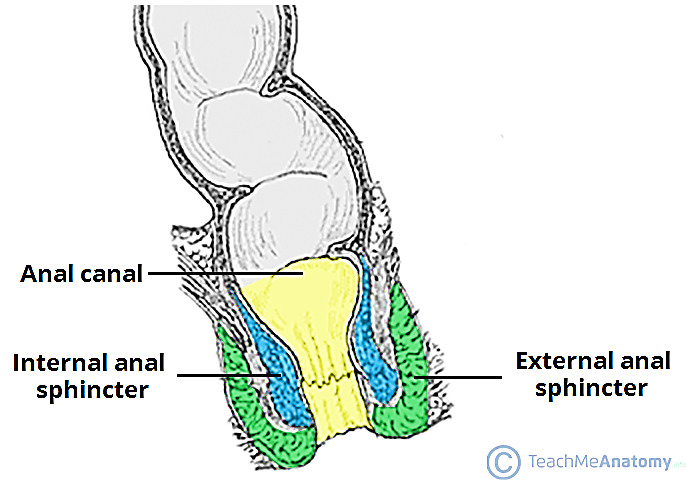 Anal canal
Internal anal
sphincter
External anal
sphincter
© TeachMeAnatomy